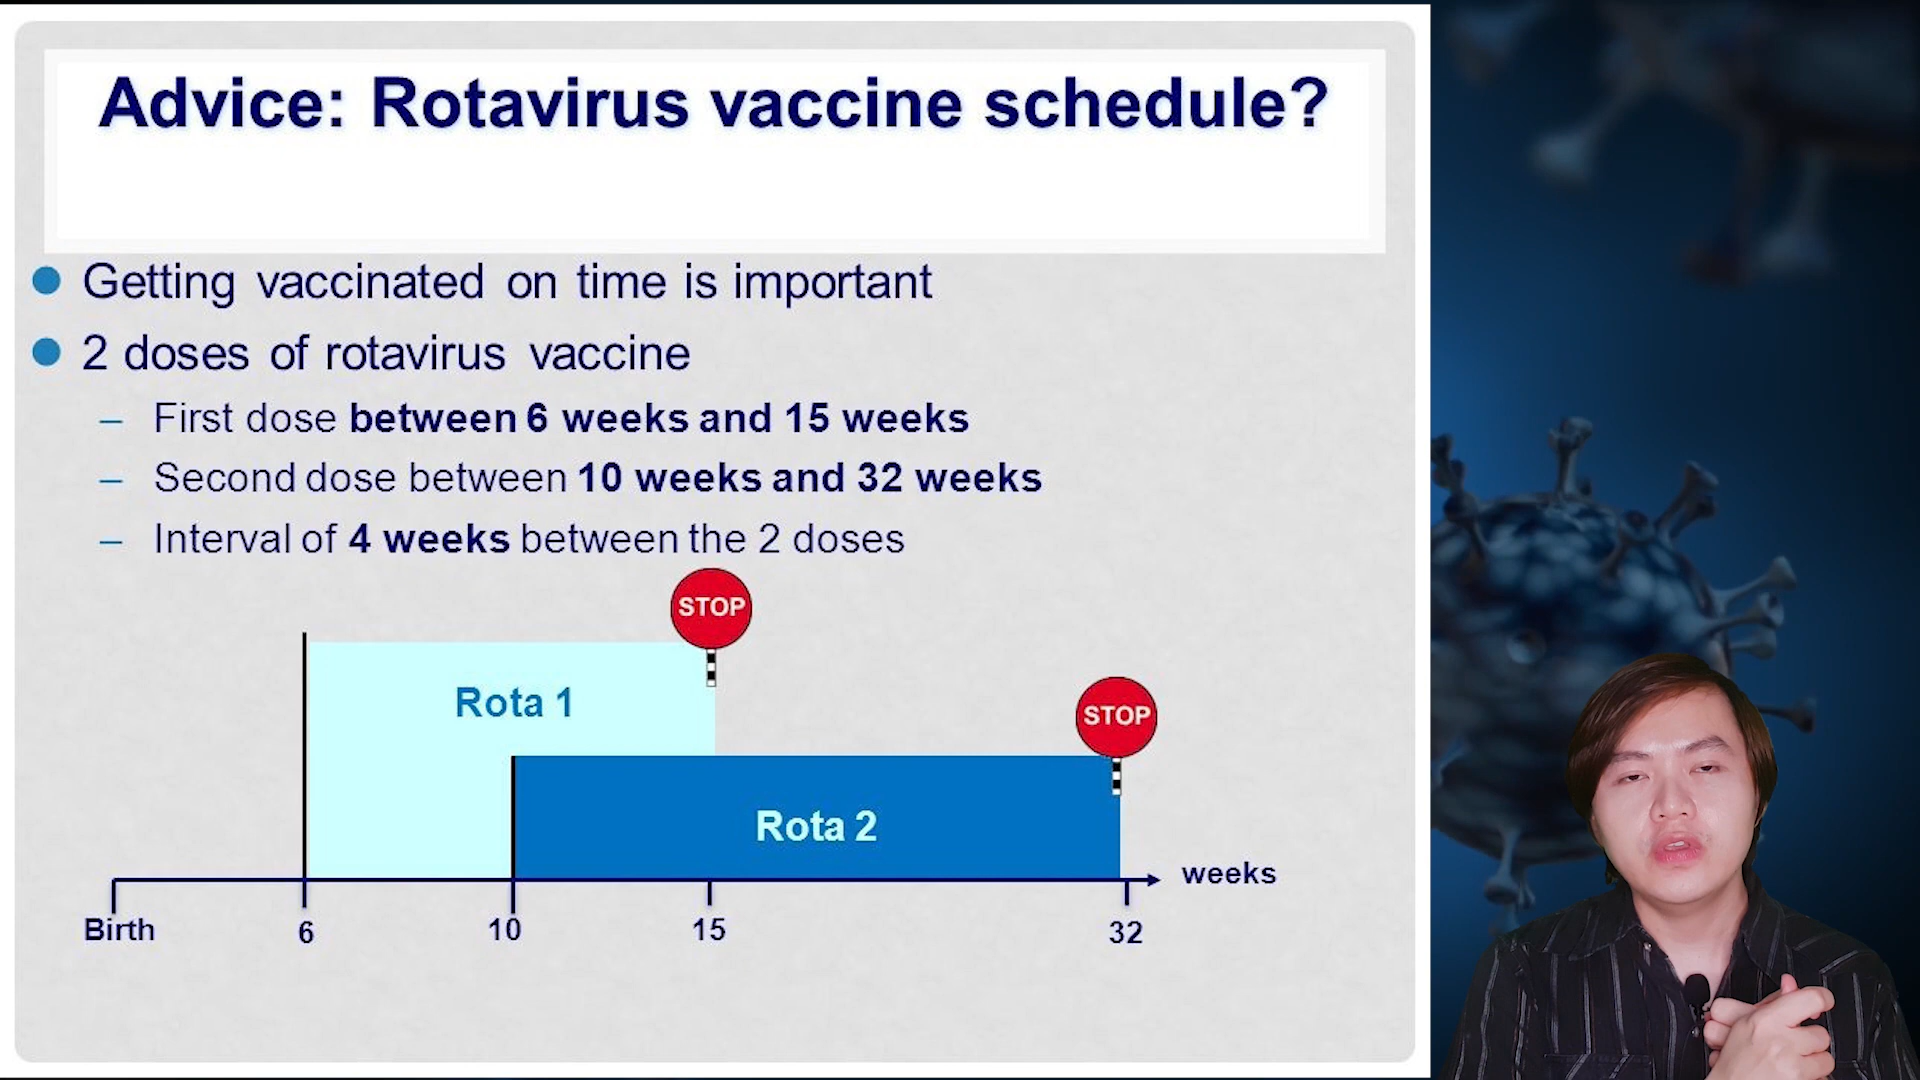 Advice: Rotavirus vaccine schedule?
Getting vaccinated on time is important
2 doses of rotavirus vaccine
– First dose between 6 weeks and 15 weeks
– Second dose between 10 weeks and 32 weeks
– Interval of 4 weeks between the 2 doses
STOP
Rota 1
STOP
Rota 2
weeks
Birth 6 10 15 32